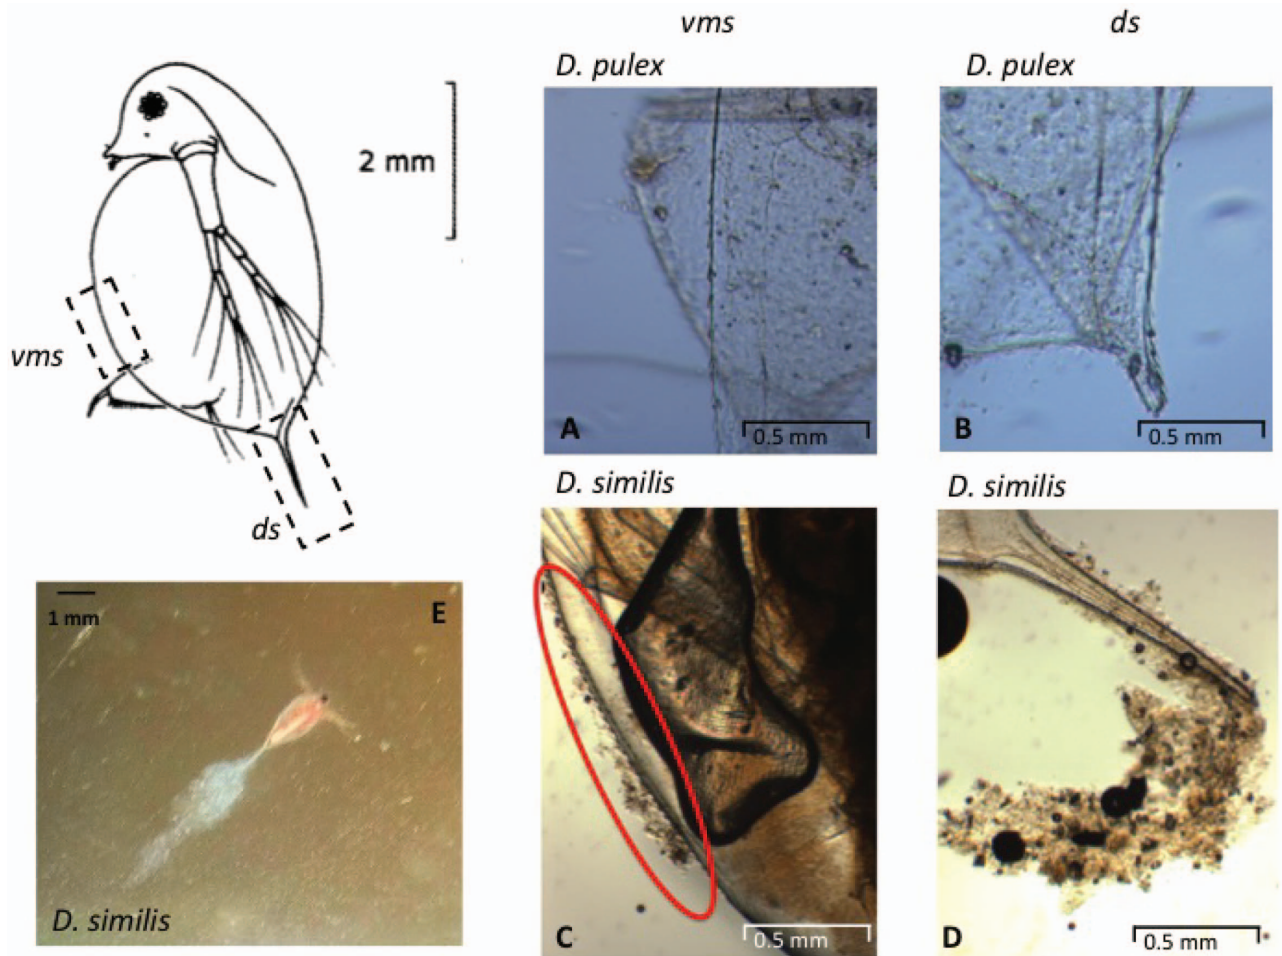 vms
ds
D. pulex
D. pulex
2 mm
vms
A
0.5 mm
B
0.5 mm
D. similis
D. similis
ds
1 mm
E
D. similis
C
0.5 mm
D
0.5 mm